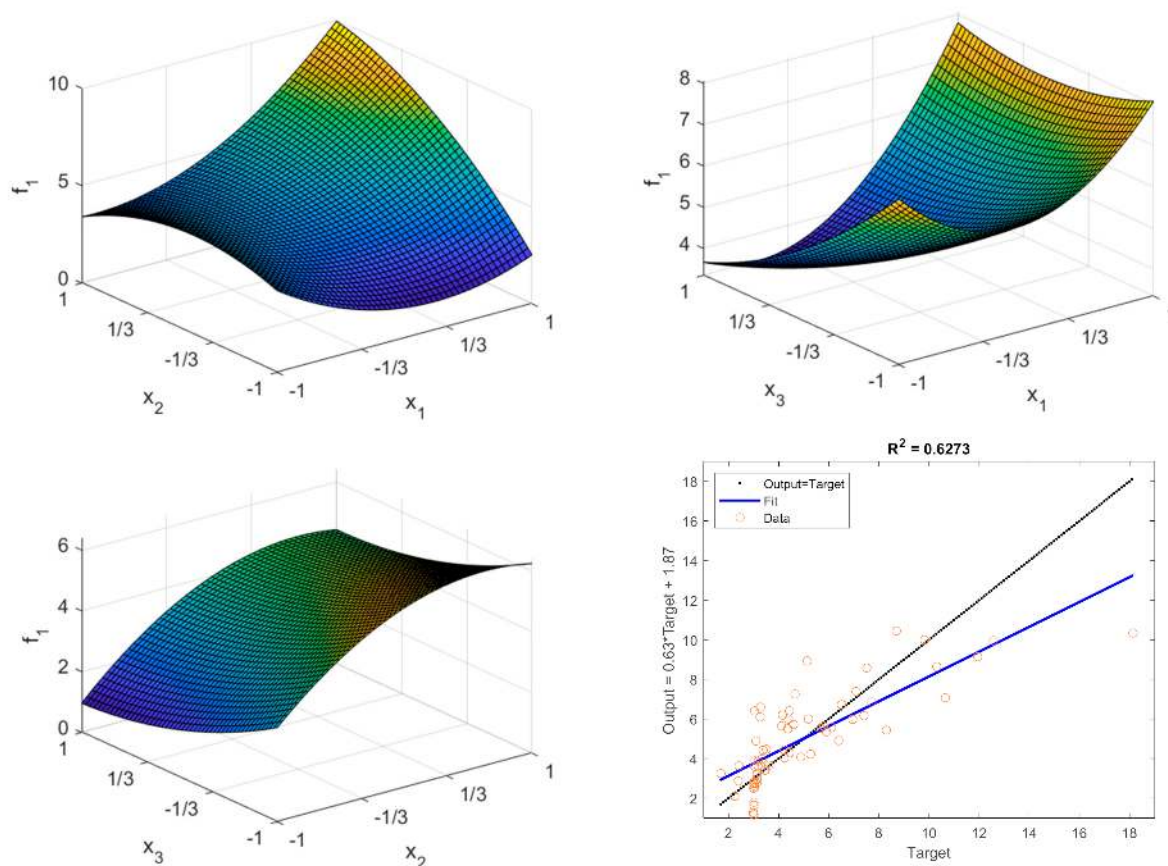 10
5
0
f1
1
1/3
-1/3
-1
x2
-1
-1/3
1/3
1
x1
8
7
6
5
4
f1
1
1/3
-1/3
-1
x3
-1
-1/3
1/3
x1
6
4
2
0
f1
1
1/3
-1/3
-1
x3
-1
-1/3
1/3
1
x2
R2 = 0.6273
Output=Target
Fit
Data
18
16
14
12
10
8
6
4
2
Output = 0.63*Target + 1.87
2 4 6 8 10 12 14 16 18
Target